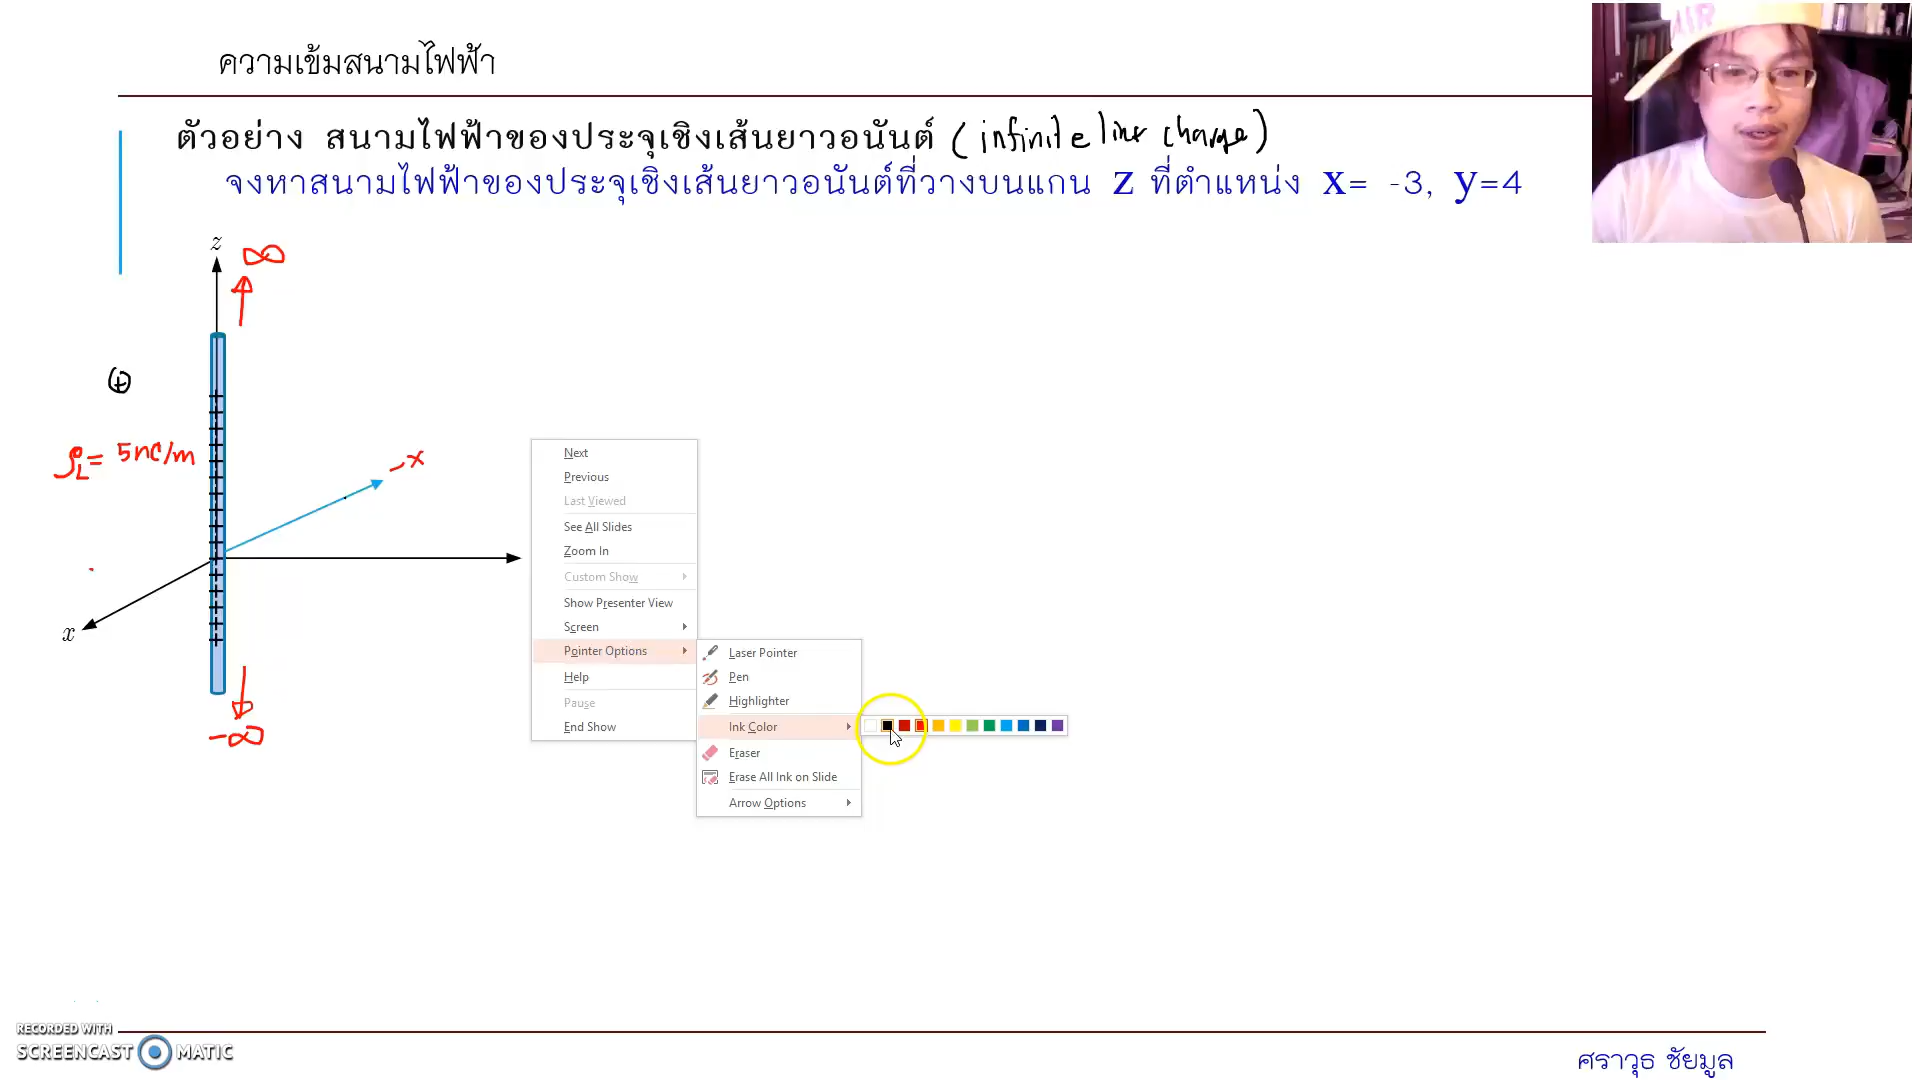 ความเข้มสนามไฟฟ้า
ตัวอย่าง สนามไฟฟ้าของประจุเชิงเส้นยาวอนันต์ (infinite line charge)
จงหาสนามไฟฟ้าของประจุเชิงเส้นยาวอนันต์ที่วางบนแกน z ที่ตำแหน่ง x= -3, y=4
z
∞
+
ρL= 5nC/m
-x
x
-∞
Next
Previous
Last Viewed
See All Slides
Zoom In
Custom Show
Show Presenter View
Screen
Pointer Options
Help
Pause
End Show
Laser Pointer
Pen
Highlighter
Ink Color
Eraser
Erase All Ink on Slide
Arrow Options
RECORDED WITH
SCREENCAST MATIC
ศราวุธ ชัยมูล